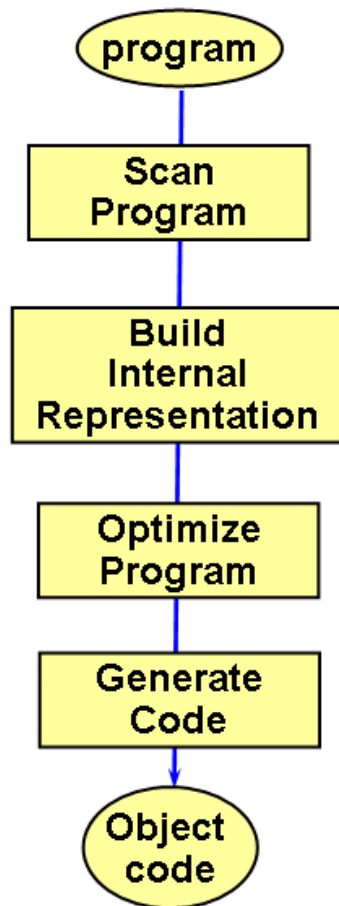 program
Scan
Program
Build
Internal
Representation
Optimize
Program
Generate
Code
Object
code